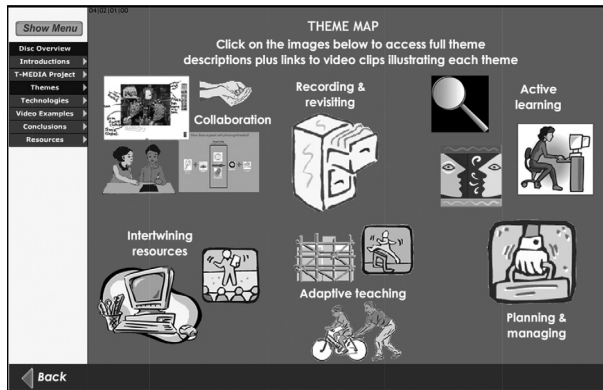 04|02|01|00
Show Menu
Disc Overview
Introductions
T-MEDIA Project
Themes
Technologies
Video Examples
Conclusions
Resources
THEME MAP
Click on the images below to access full theme
descriptions plus links to video clips illustrating each theme
Collaboration
Recording &
revisiting
Active
learning
Intertwining
resources
Adaptive teaching
Planning &
managing
Back